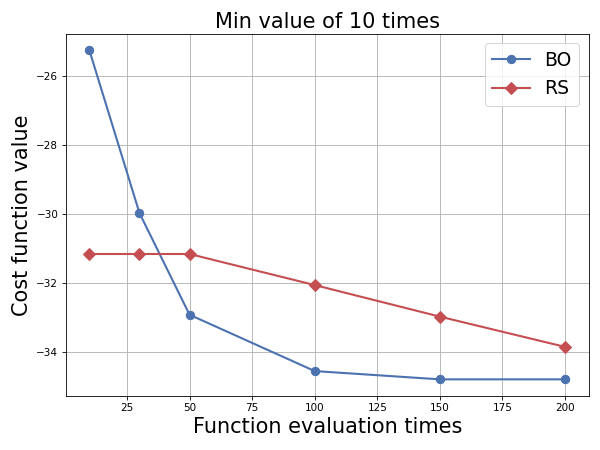 Min value of 10 times
BO
RS
Cost function value
−26
−28
−30
−32
−34
25
50
75
100
125
150
175
200
Function evaluation times